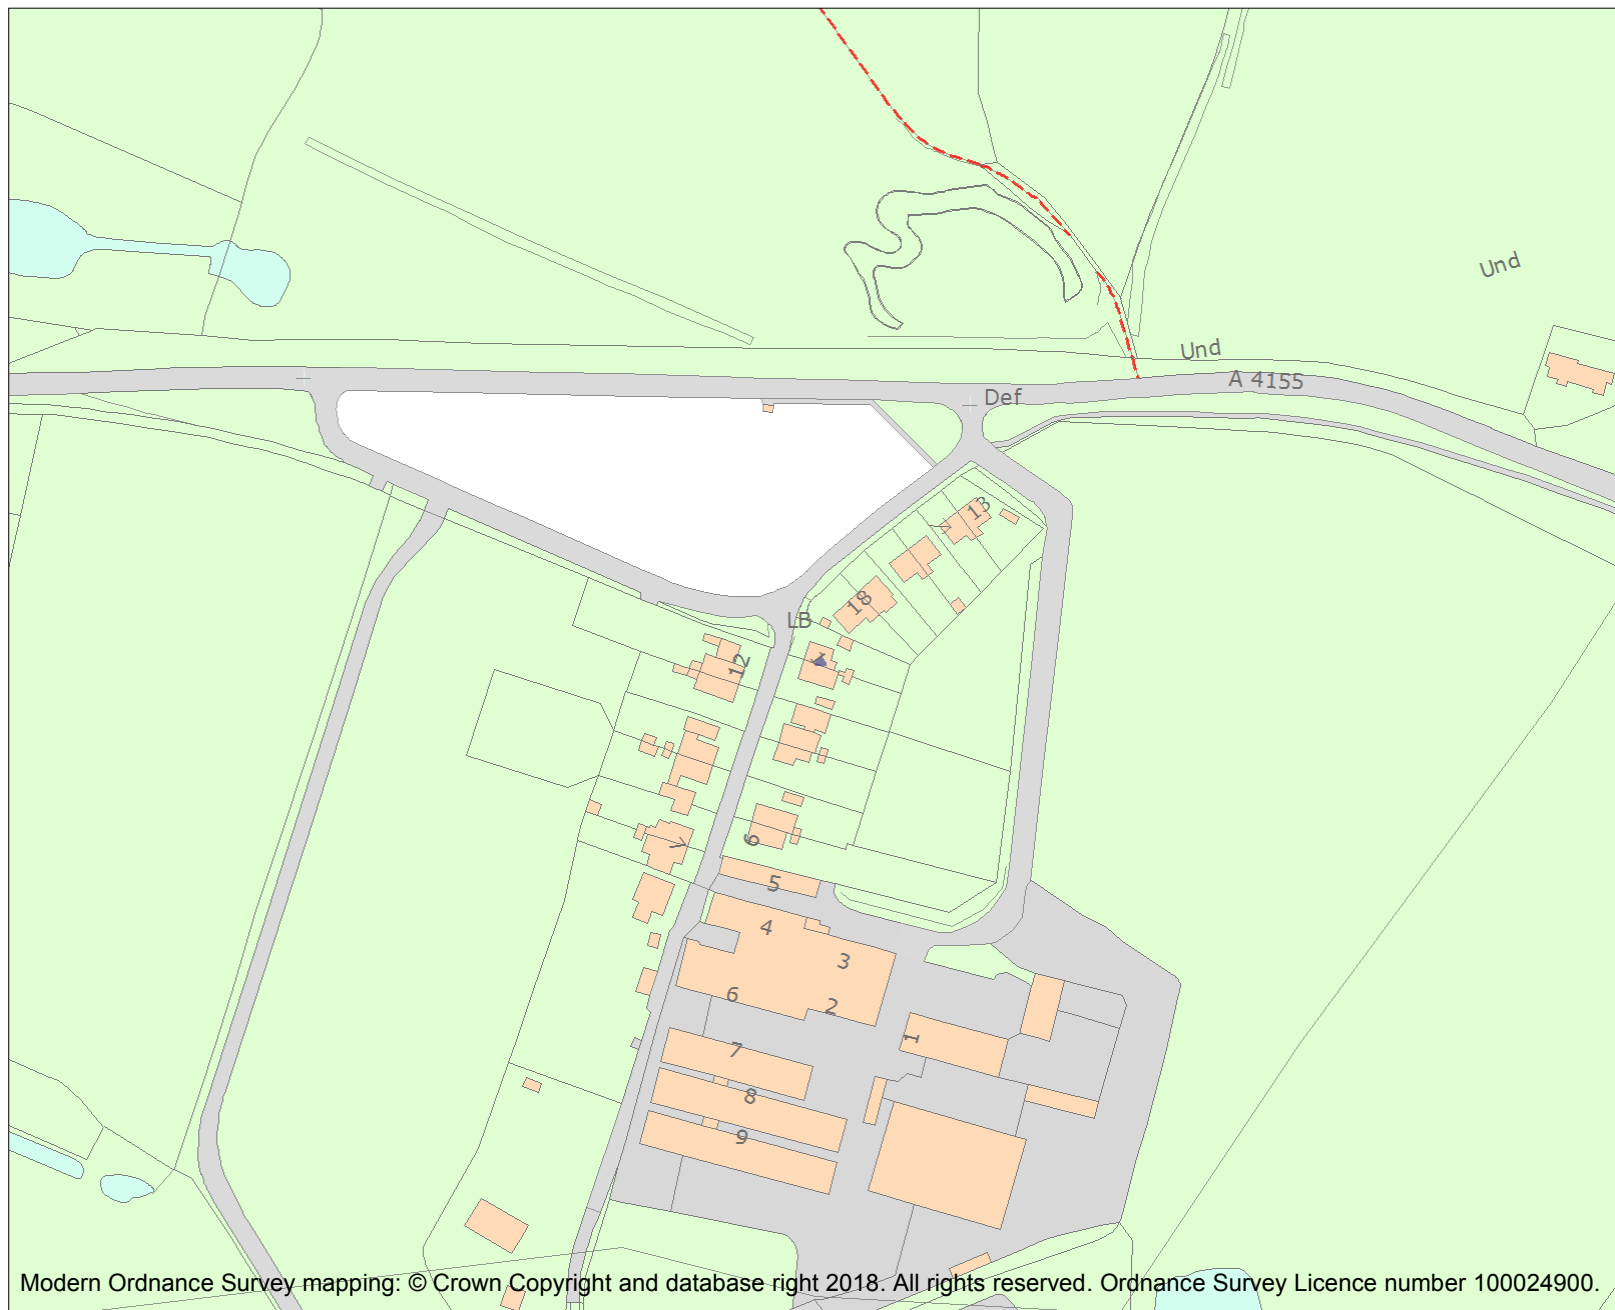 Und
Und
A 4155
Def
13
18
LB
12
6
5
4
3
6
2
1
7
8
9
Modern Ordnance Survey mapping: © Crown Copyright and database right 2018. All rights reserved. Ordnance Survey Licence number 100024900.